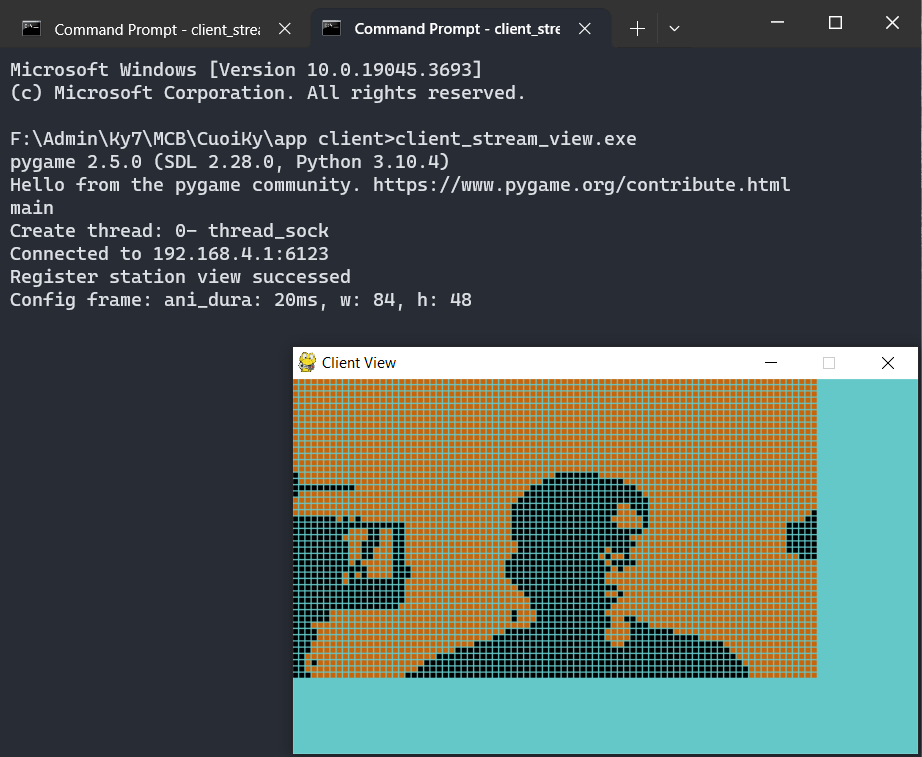 Command Prompt - client_strea
Command Prompt - client_stre
Microsoft Windows [Version 10.0.19045.3693]
(c) Microsoft Corporation. All rights reserved.
F:\Admin\Ky7\MCB\CuoiKy\app client>client_stream_view.exe
pygame 2.5.0 (SDL 2.28.0, Python 3.10.4)
Hello from the pygame community. https://www.pygame.org/contribute.html
main
Create thread: 0- thread_sock
Connected to 192.168.4.1:6123
Register station view successed
Config frame: ani_dura: 20ms, w: 84, h: 48
Client View